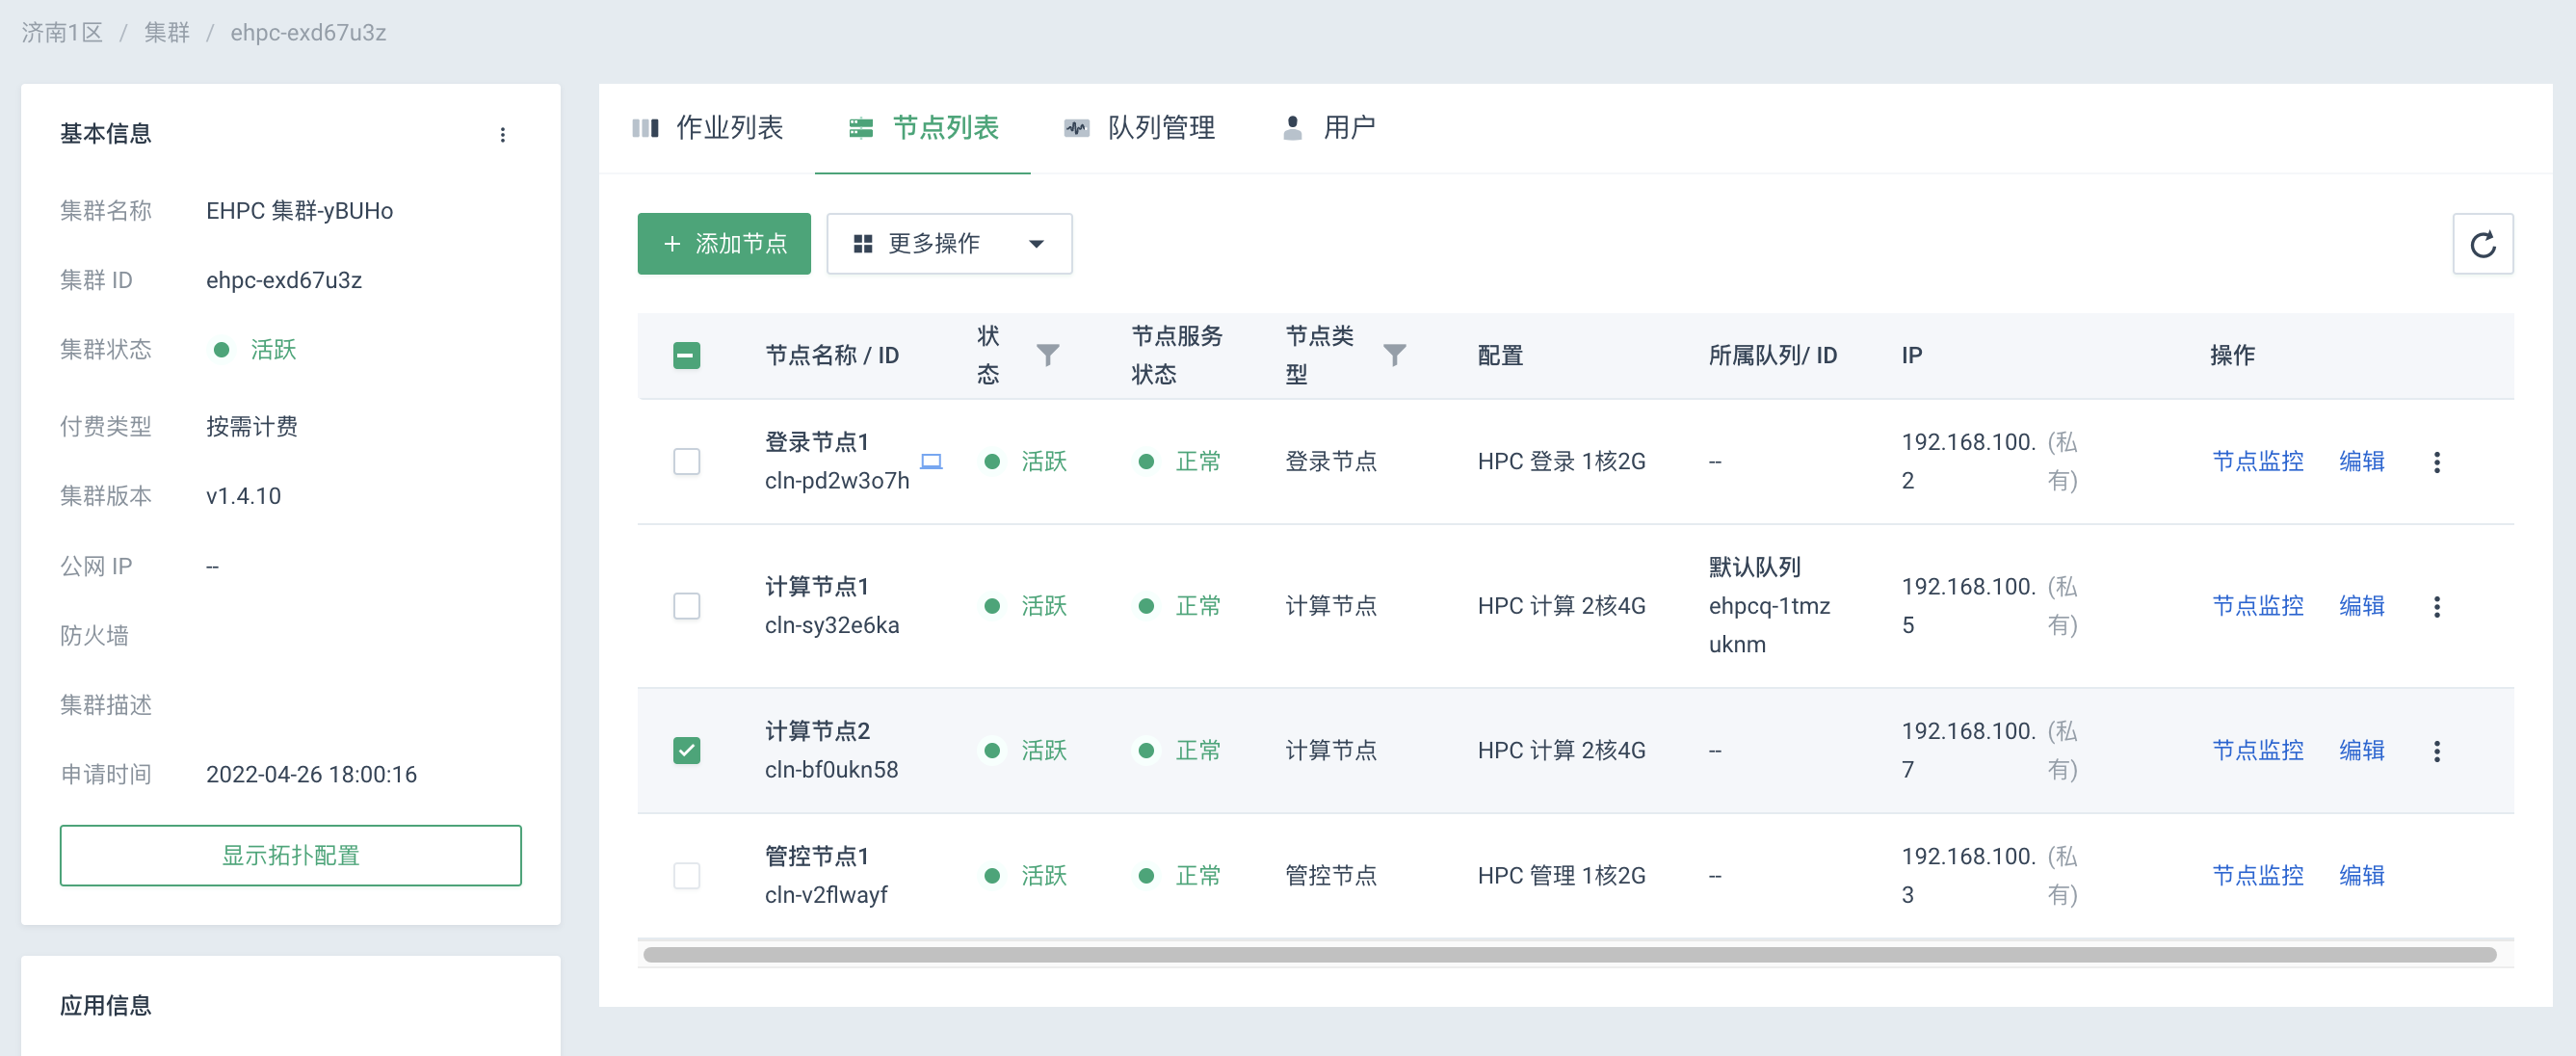 济南1区 / 集群 / ehpc-exd67u3z
基本信息
集群名称 EHPC 集群-yBUHo
集群 ID ehpc-exd67u3z
集群状态 活跃
付费类型 按需计费
集群版本 v1.4.10
公网 IP --
防火墙
集群描述
申请时间 2022-04-26 18:00:16
显示拓扑配置
应用信息
作业列表 节点列表 队列管理 用户
+ 添加节点 更多操作
节点名称 / ID 状态 节点服务状态 节点类型 配置 所属队列/ ID IP 操作
登录节点1
cln-pd2w3o7h 活跃 正常 登录节点 HPC 登录 1核2G -- 192.168.100.2 (私有) 节点监控 编辑
计算节点1
cln-sy32e6ka 活跃 正常 计算节点 HPC 计算 2核4G 默认队列 ehpcq-1tmzuknm 192.168.100.5 (私有) 节点监控 编辑
计算节点2
cln-bf0ukn58 活跃 正常 计算节点 HPC 计算 2核4G -- 192.168.100.7 (私有) 节点监控 编辑
管控节点1
cln-v2flwayf 活跃 正常 管控节点 HPC 管理 1核2G -- 192.168.100.3 (私有) 节点监控 编辑